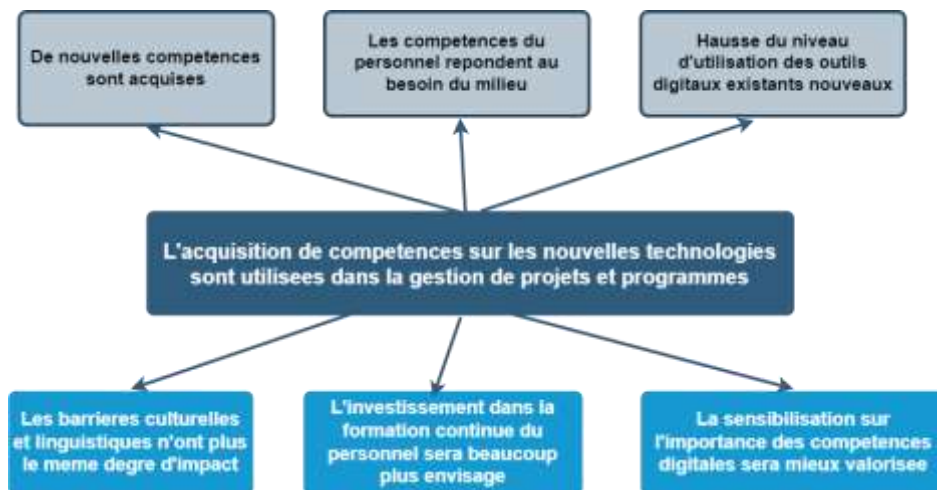 De nouvelles competences
sont acquises
Les competences du
personnel repondent au
besoin du milieu
Hausse du niveau
d'utilisation des outils
digitaux existants nouveaux
L'acquisition de competences sur les nouvelles technologies
sont utilisees dans la gestion de projets et programmes
Les barrieres culturelles
et linguistiques n'ont plus
le meme degre d'impact
L'investissement dans la
formation continue du
personnel sera beaucoup
plus envisage
La sensibilisation sur
l'importance des competences
digitales sera mieux valorisee